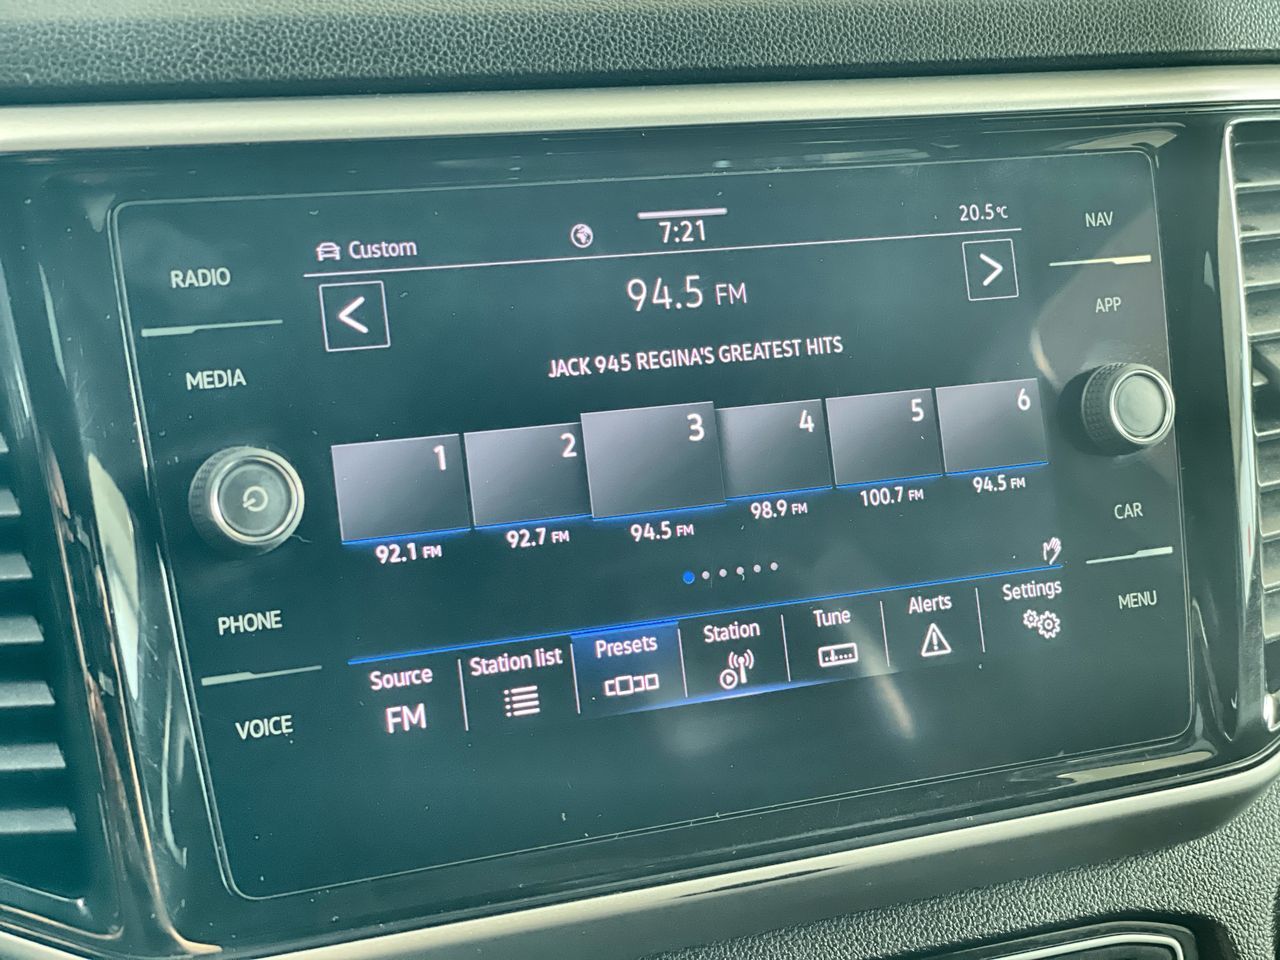 RADIO
MEDIA
PHONE
VOICE
Custom
7:21
20.5°C
94.5 FM
JACK 945 REGINA'S GREATEST HITS
1
2
3
4
5
6
92.1 FM
92.7 FM
94.5 FM
98.9 FM
100.7 FM
94.5 FM
Source
FM
Station list
Presets
Station
Tune
Alerts
Settings
NAV
APP
CAR
MENU